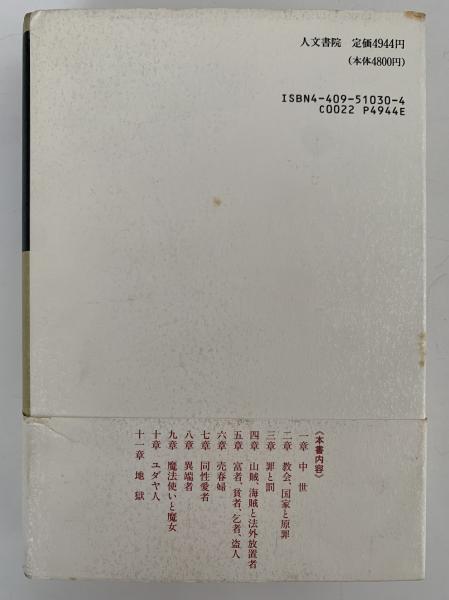 人文書院 定価4944円
(本体4800円)
ISBN4-409-51030-4
C0022 P4944E
《本書内容》
一章 中世
二章 教会、国家と原罪
三章 罪と罰
四章 山賊、海賊と法外放置者
五章 富者、貧者、乞者、盗人
六章 売春婦
七章 同性愛者
八章 異端者
九章 魔法使いと魔女
十章 ユダヤ人
十一章 地獄